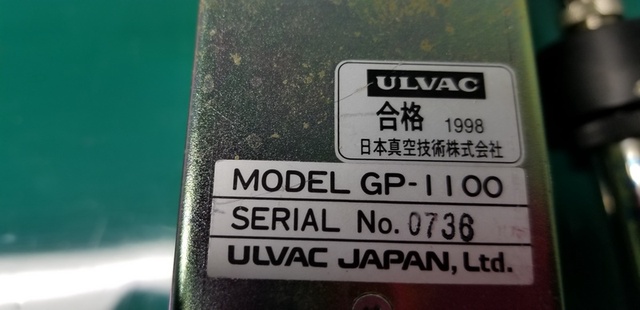 ULVAC
合格 1998
日本真空技術株式会社
MODEL GP-1100
SERIAL No. 0736
ULVAC JAPAN, Ltd.